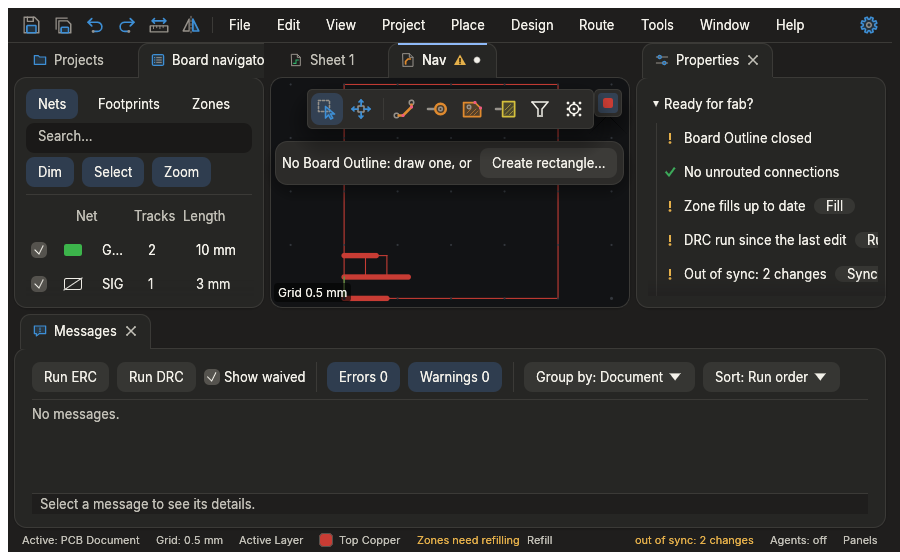 File Edit View Project Place Design Route Tools Window Help
Projects Board navigato Sheet 1 Nav Properties
Nets Footprints Zones
Search...
Dim Select Zoom
Net Tracks Length
G... 2 10 mm
SIG 1 3 mm
No Board Outline: draw one, or Create rectangle...
Grid 0.5 mm
Ready for fab?
Board Outline closed
No unrouted connections
Zone fills up to date Fill
DRC run since the last edit
Out of sync: 2 changes Sync
Messages
Run ERC Run DRC Show waived Errors 0 Warnings 0 Group by: Document Sort: Run order
No messages.
Select a message to see its details.
Active: PCB Document Grid: 0.5 mm Active Layer Top Copper Zones need refilling Refill out of sync: 2 changes Agents: off Panels